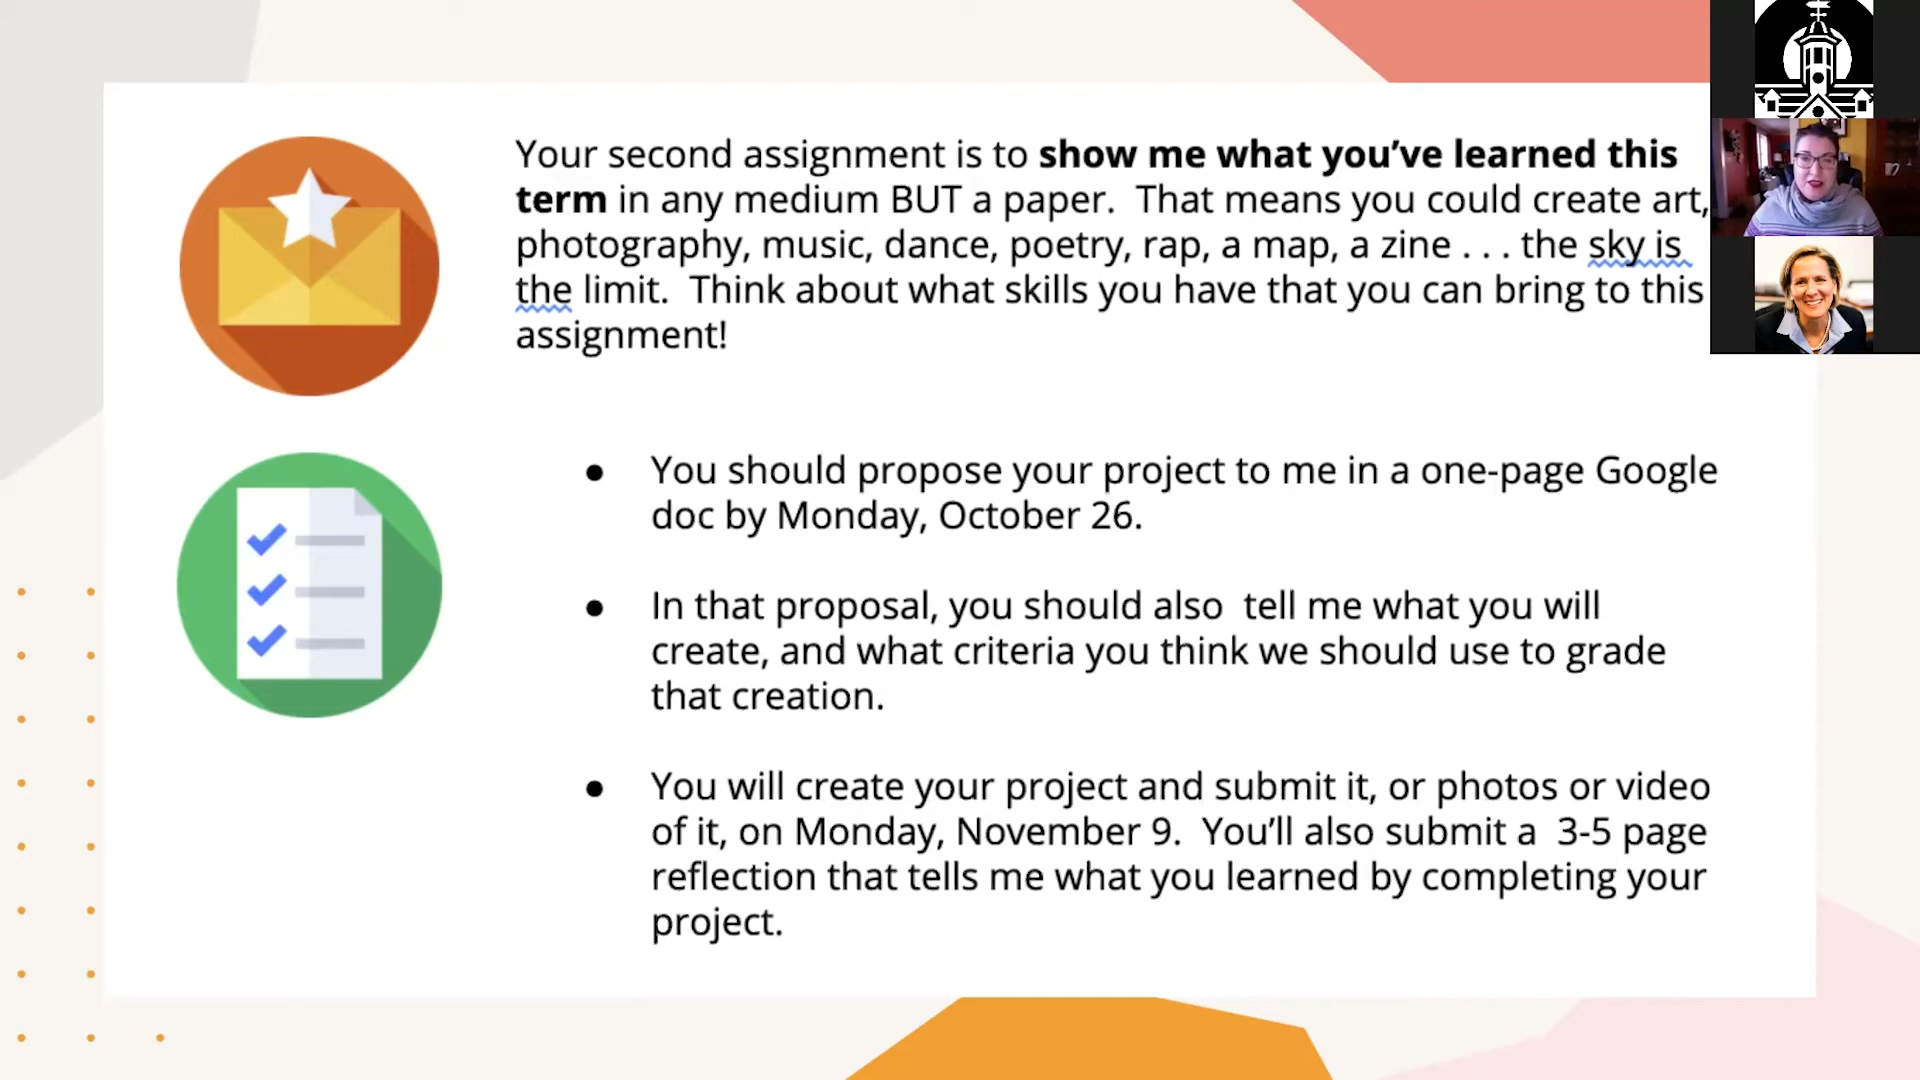 Your second assignment is to show me what you’ve learned this
term in any medium BUT a paper.  That means you could create art,
photography, music, dance, poetry, rap, a map, a zine . . . the sky is
the limit.  Think about what skills you have that you can bring to this
assignment!
● You should propose your project to me in a one-page Google
doc by Monday, October 26.
● In that proposal, you should also  tell me what you will
create, and what criteria you think we should use to grade
that creation.
● You will create your project and submit it, or photos or video
of it, on Monday, November 9.  You’ll also submit a  3-5 page
reflection that tells me what you learned by completing your
project.